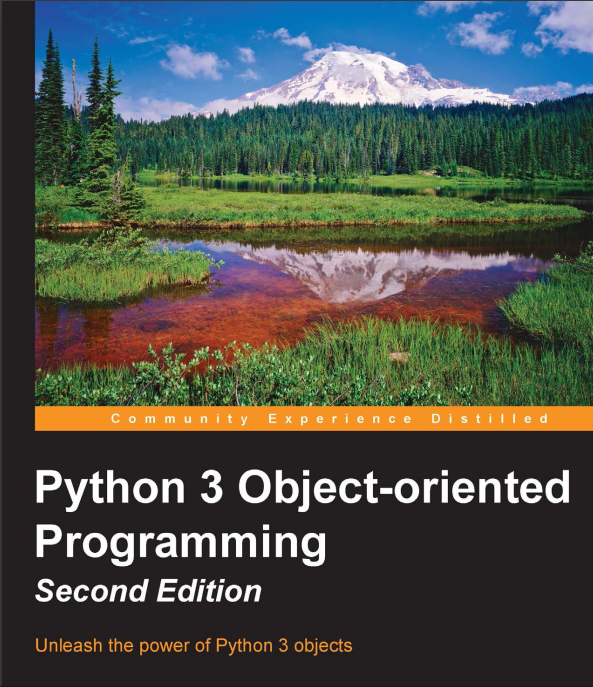 Community Experience Distilled
Python 3 Object-oriented
Programming
Second Edition
Unleash the power of Python 3 objects